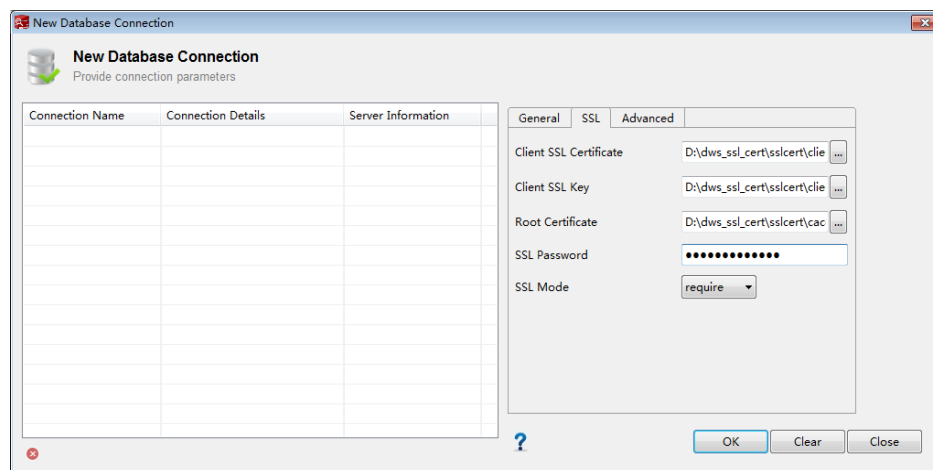 New Database Connection
New Database Connection
Provide connection parameters
Connection Name Connection Details Server Information
General SSL Advanced
Client SSL Certificate D:\dws_ssl_cert\sslcert\clie ...
Client SSL Key D:\dws_ssl_cert\sslcert\clie ...
Root Certificate D:\dws_ssl_cert\sslcert\cac ...
SSL Password •••••••••••••
SSL Mode require
? OK Clear Close